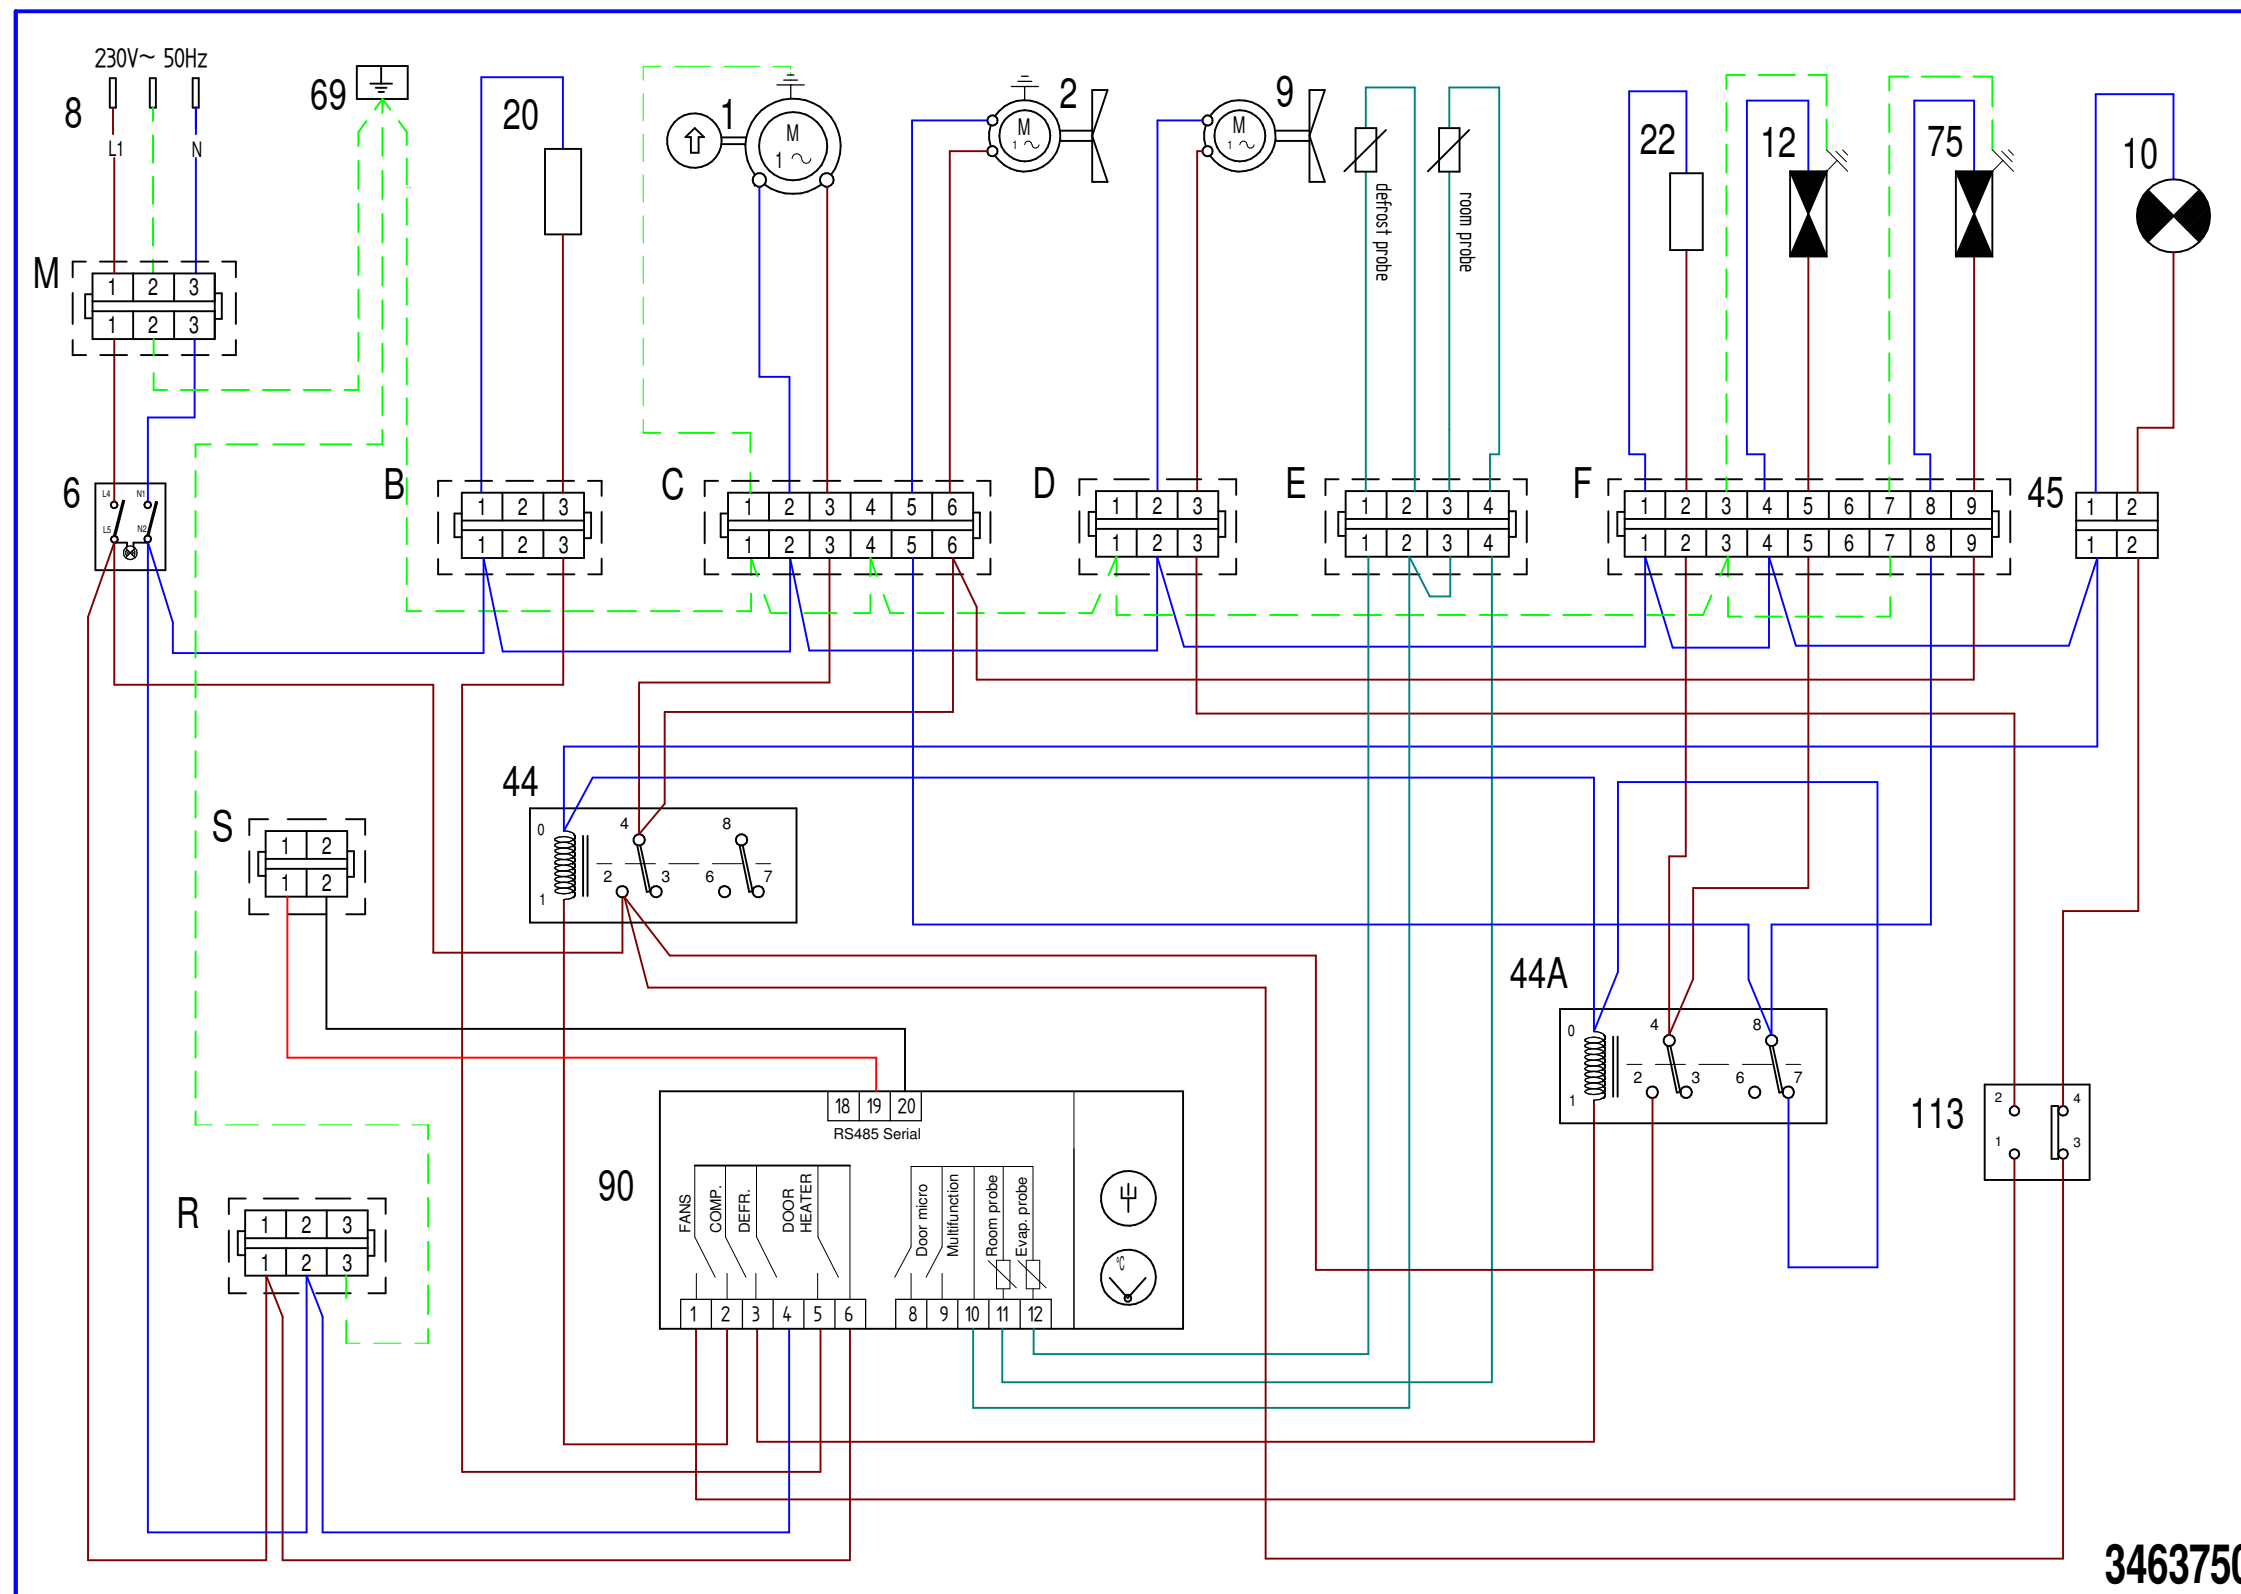 230V~ 50Hz
8
69
20
1
2
9
22
12
75
10
L1
N
M
1~
M
1~
M
1~
defrost probe
room probe
M
1 2 3
1 2 3
6
L4 N1
L5 N2
B
1 2 3
1 2 3
C
1 2 3 4 5 6
1 2 3 4 5 6
D
1 2 3
1 2 3
E
1 2 3 4
1 2 3 4
F
1 2 3 4 5 6 7 8 9
1 2 3 4 5 6 7 8 9
45
1 2
1 2
44
0 4 8
1 2 3 6 7
S
1 2
1 2
44A
0 4 8
1 2 3 6 7
113
2 4
1 3
90
18 19 20
RS485 Serial
FANS
COMP.
DEFR.
DOOR
HEATER
Door micro
Multifunction
Room probe
Evap. probe
°C
1 2 3 4 5 6
8 9 10 11 12
R
1 2 3
1 2 3
3463750